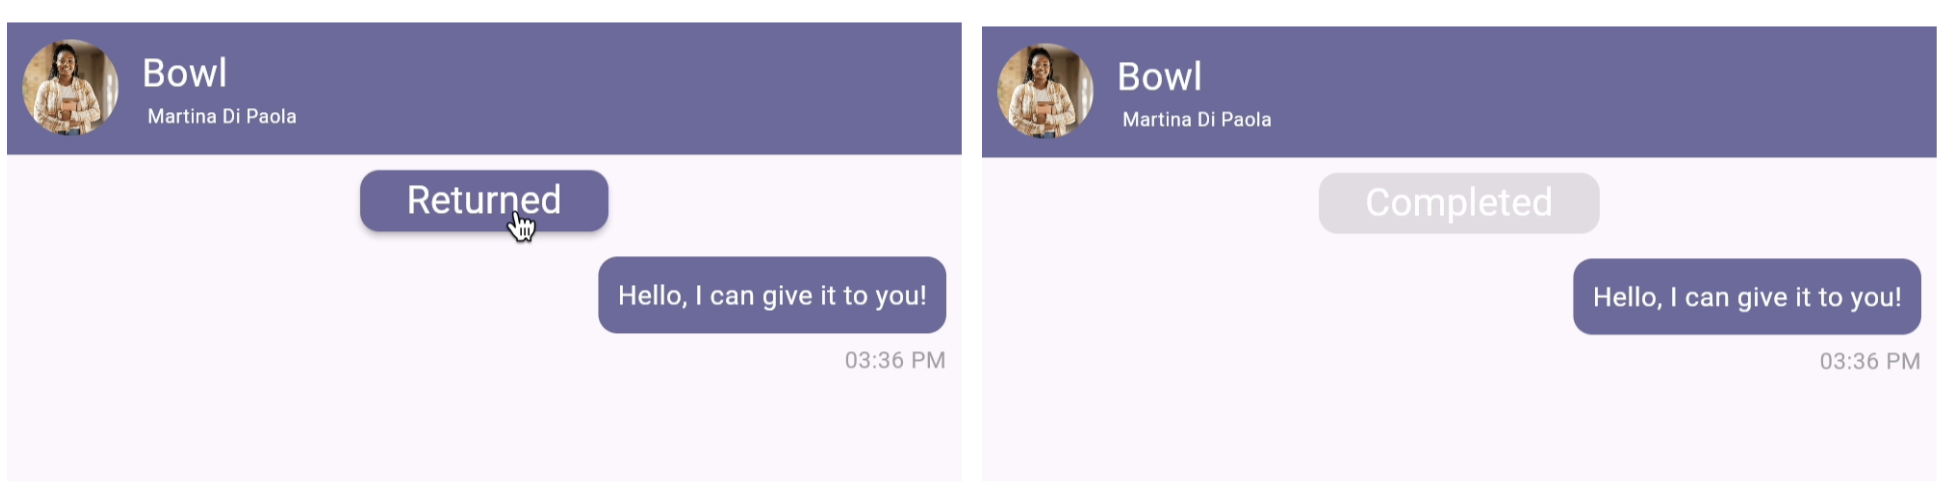 Bowl
Martina Di Paola
Returned
Hello, I can give it to you!
03:36 PM
Bowl
Martina Di Paola
Completed
Hello, I can give it to you!
03:36 PM